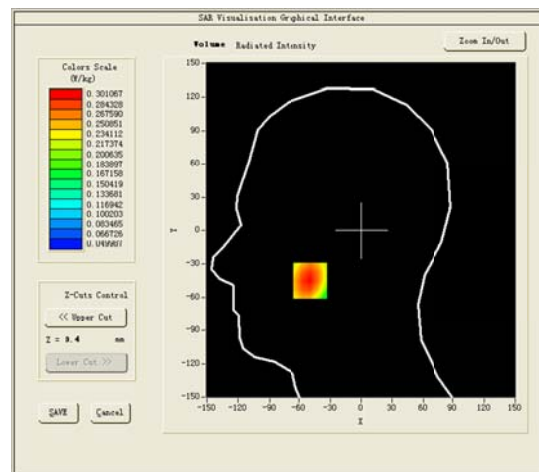 SAR Visualisation Grphical Interface
Volume Radiated Intensity
Zoom In/Out
Colors Scale
(W/kg)
0.301067
0.284328
0.267590
0.250851
0.234112
0.217374
0.200635
0.183897
0.167158
0.150419
0.133681
0.116942
0.100203
0.083465
0.066726
0.049987
150
120
90
60
30
0
-30
-60
-90
-120
-150
Y
-150 -120 -90 -60 -30 0 30 60 90 120 150
X
Z-Cuts Control
<< Upper Cut
Z = 3.4 mm
Lower Cut >>
SAVE Cancel